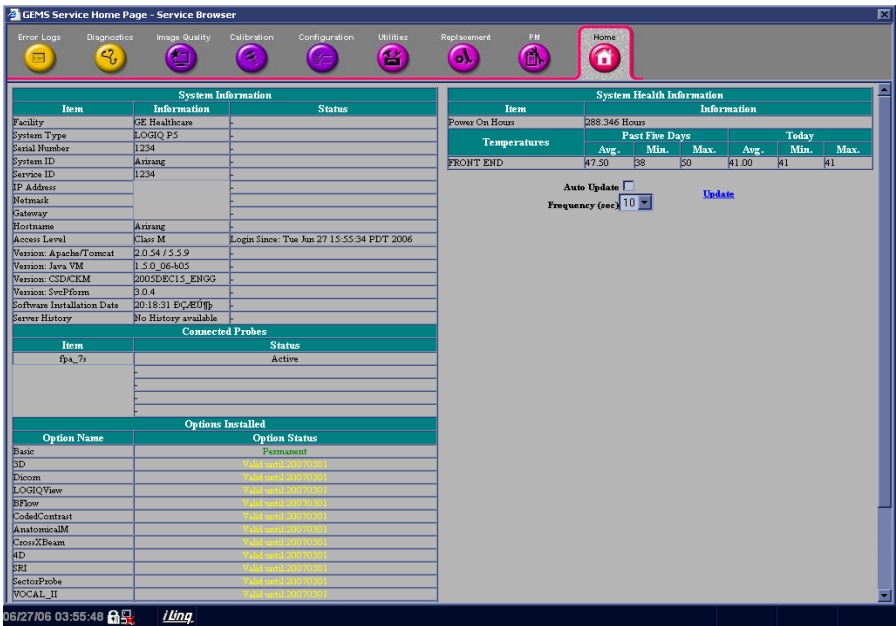 GEMS Service Home Page - Service Browser
Error Logs Diagnostics Image Quality Calibration Configuration Utilities Replacement PM Home
System Information
Item Information Status
Facility GE Healthcare -
System Type LOGIQ P5 -
Serial Number 1234 -
System ID Arirang -
Service ID 1234 -
IP Address -
Netmask -
Gateway -
Hostname Arirang -
Access Level Class M Login Since: Tue Jun 27 15:55:34 PDT 2006
Version: Apache/Tomcat 2.0.54 / 5.5.9 -
Version: Java VM 1.5.0_06-b05 -
Version: CSD/CKM 2005DEC15_ENGG -
Version: SvcPform 3.0.4 -
Software Installation Date 20:18:31 -
Server History No History available -
Connected Probes
Item Status
fpa_7s Active
-
-
-
-
Options Installed
Option Name Option Status
Basic Permanent
3D Valid until:20070301
Dicom Valid until:20070301
LOGIQView Valid until:20070301
BFlow Valid until:20070301
CodedContrast Valid until:20070301
AnatomicalM Valid until:20070301
CrossXBeam Valid until:20070301
4D Valid until:20070301
SRI Valid until:20070301
SectorProbe Valid until:20070301
VOCAL_II Valid until:20070301
System Health Information
Item Information
Power On Hours 288.346 Hours
Temperatures Past Five Days Today
Avg. Min. Max. Avg. Min. Max.
FRONT END 47.50 38 50 41.00 41 41
Auto Update
Update
Frequency (sec) 10
06/27/06 03:55:48 iLinq